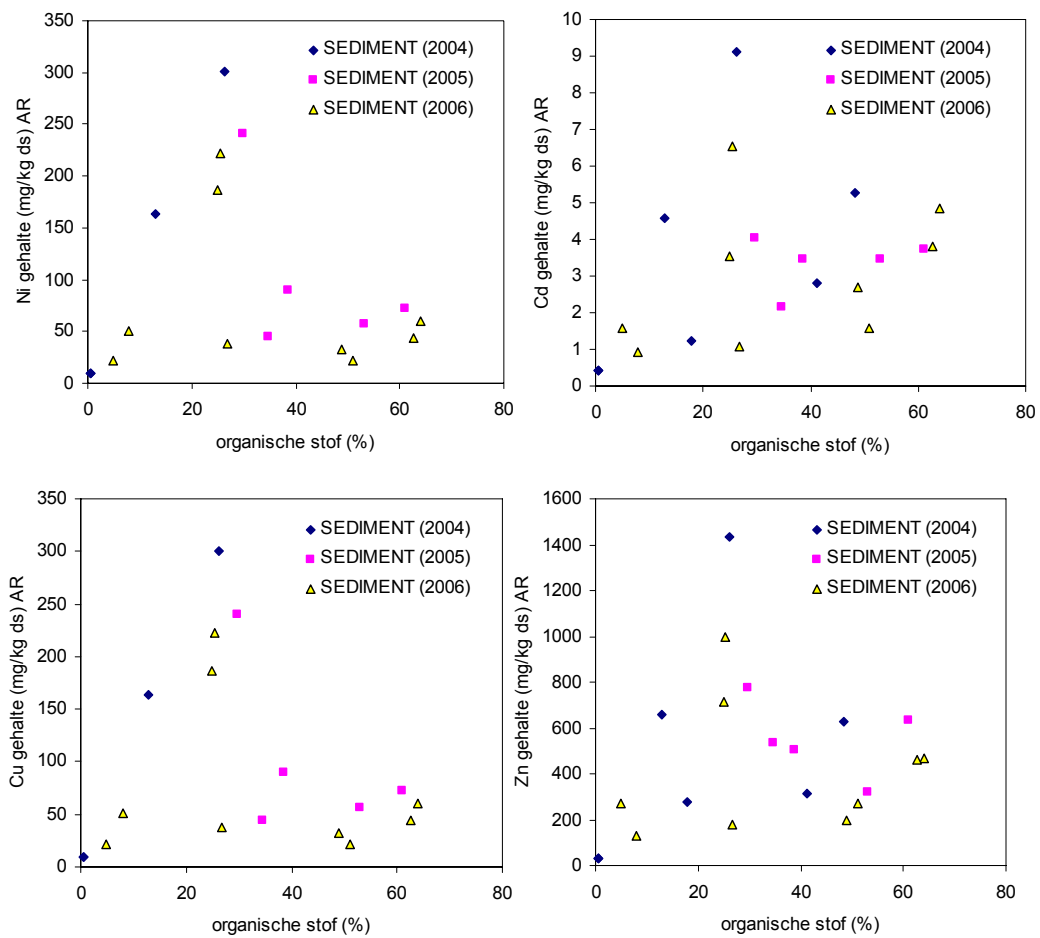 350
300
250
200
150
100
50
0
Ni gehalte (mg/kg ds) AR
SEDIMENT (2004)
SEDIMENT (2005)
SEDIMENT (2006)
0 20 40 60 80
organische stof (%)
10
9
8
7
6
5
4
3
2
1
0
Cd gehalte (mg/kg ds) AR
SEDIMENT (2004)
SEDIMENT (2005)
SEDIMENT (2006)
0 20 40 60 80
organische stof (%)
350
300
250
200
150
100
50
0
Cu gehalte (mg/kg ds) AR
SEDIMENT (2004)
SEDIMENT (2005)
SEDIMENT (2006)
0 20 40 60 80
organische stof (%)
1600
1400
1200
1000
800
600
400
200
0
Zn gehalte (mg/kg ds) AR
SEDIMENT (2004)
SEDIMENT (2005)
SEDIMENT (2006)
0 20 40 60 80
organische stof (%)